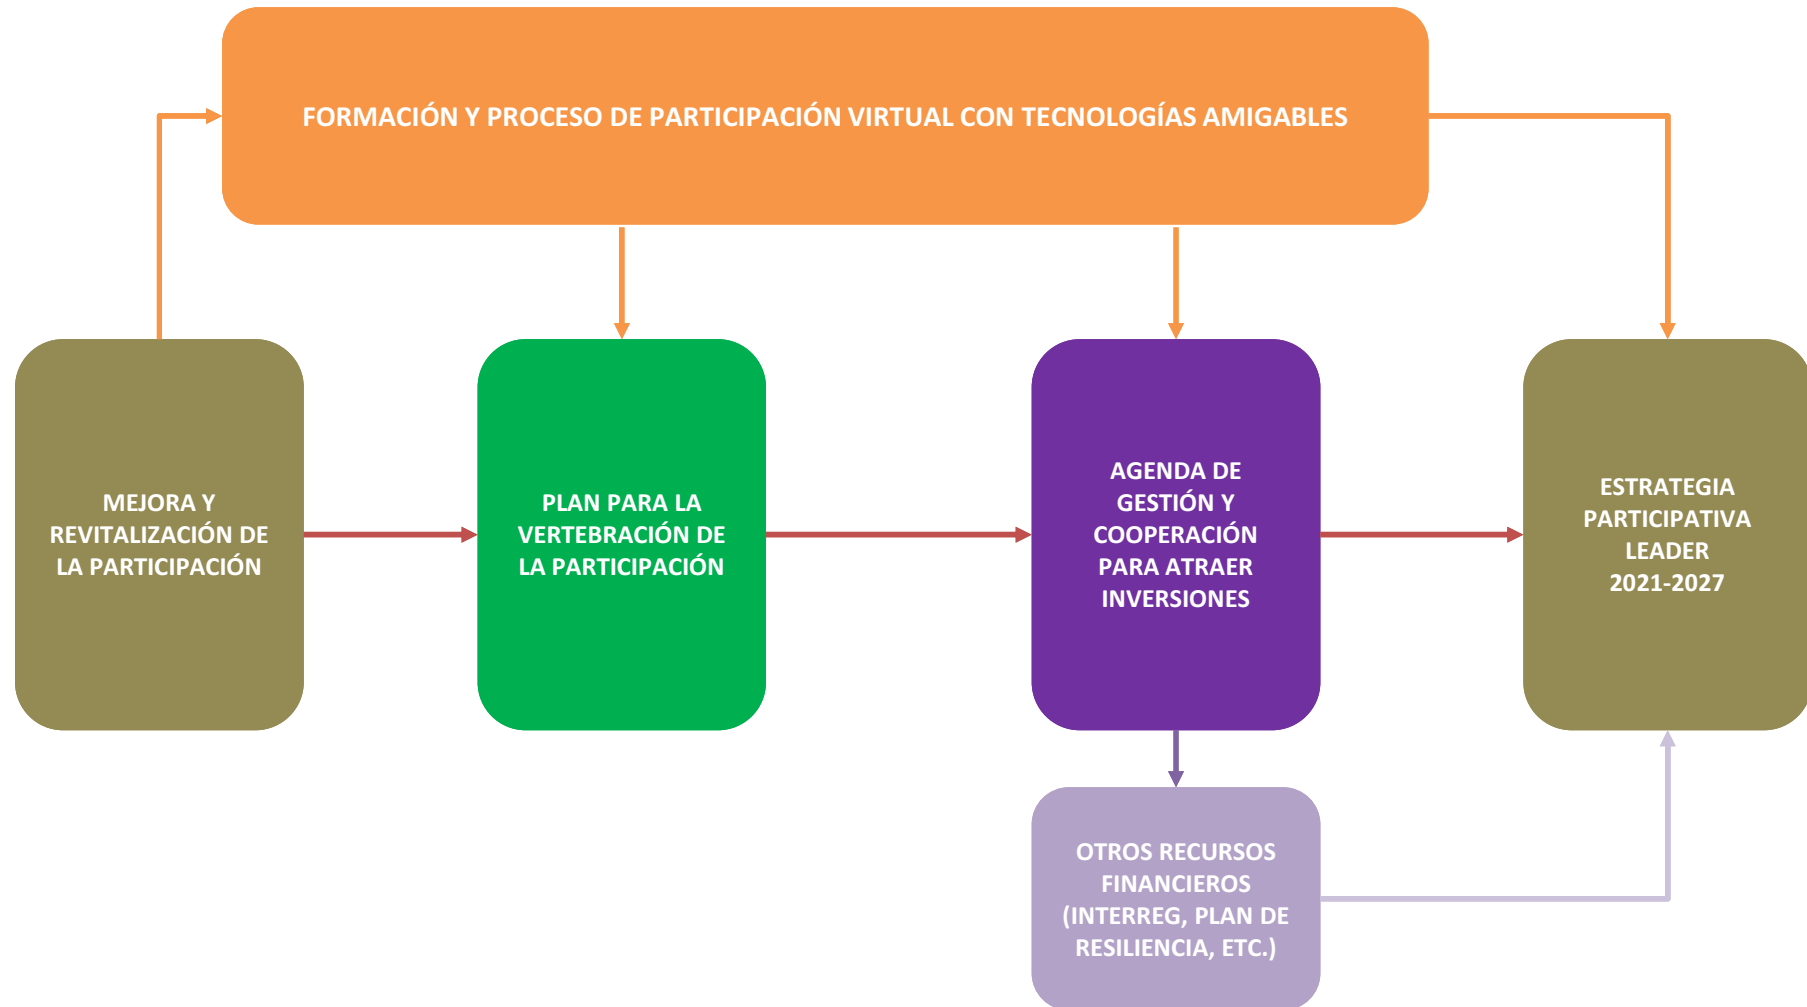 FORMACIÓN Y PROCESO DE PARTICIPACIÓN VIRTUAL CON TECNOLOGÍAS AMIGABLES
MEJORA Y
REVITALIZACIÓN DE
LA PARTICIPACIÓN
PLAN PARA LA
VERTEBRACIÓN DE
LA PARTICIPACIÓN
AGENDA DE
GESTIÓN Y
COOPERACIÓN
PARA ATRAER
INVERSIONES
ESTRATEGIA
PARTICIPATIVA
LEADER
2021-2027
OTROS RECURSOS
FINANCIEROS
(INTERREG, PLAN DE
RESILIENCIA, ETC.)